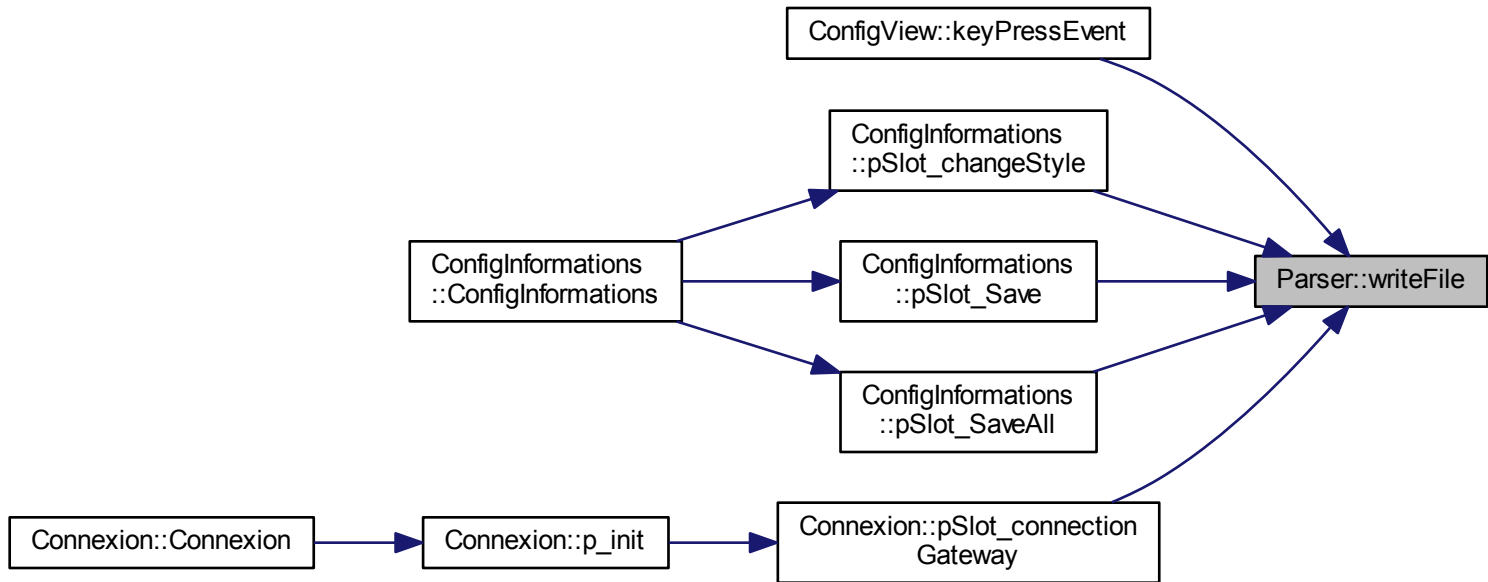 ConfigView::keyPressEvent
ConfigInformations
::pSlot_changeStyle
ConfigInformations
::ConfigInformations
ConfigInformations
::pSlot_Save
Parser::writeFile
ConfigInformations
::pSlot_SaveAll
Connexion::Connexion
Connexion::p_init
Connexion::pSlot_connection
Gateway